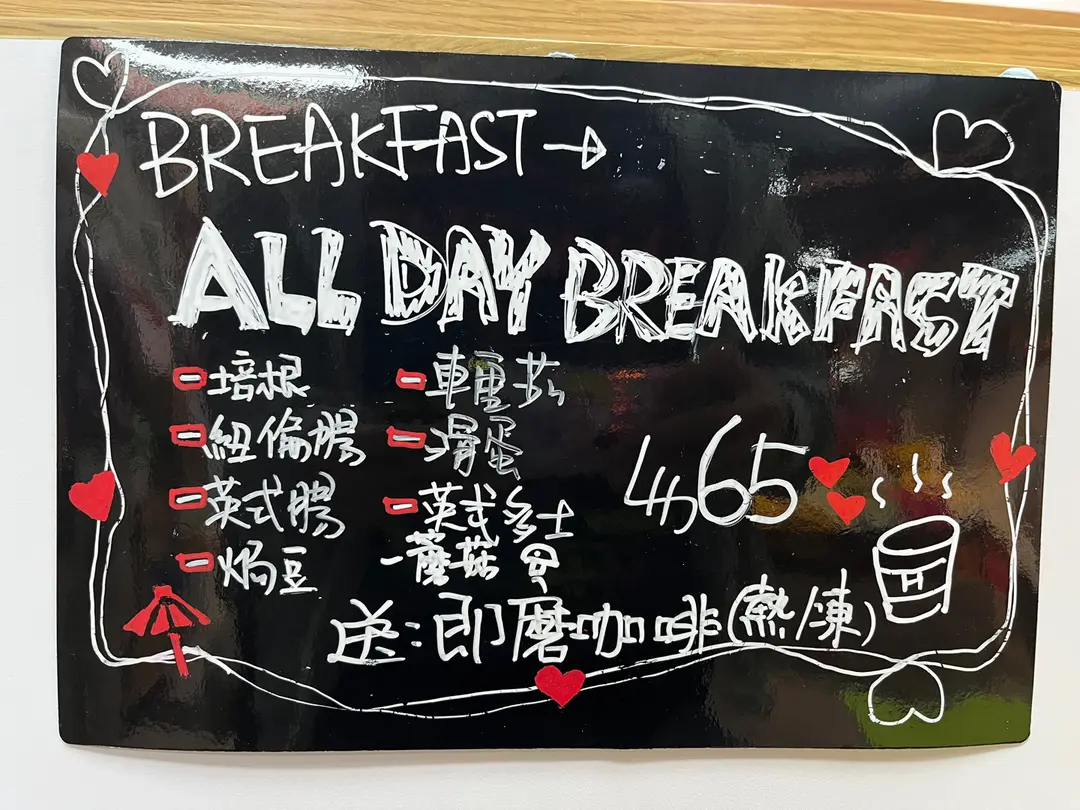 BREAKFAST →
ALL DAY BREAKFAST
- 培根
- 紐倫腸
- 英式腸
- 焗豆
- 車厘茄
- 滑蛋
- 英式多士
- 蘑菇
$65
H
送:即磨咖啡(熱/凍)